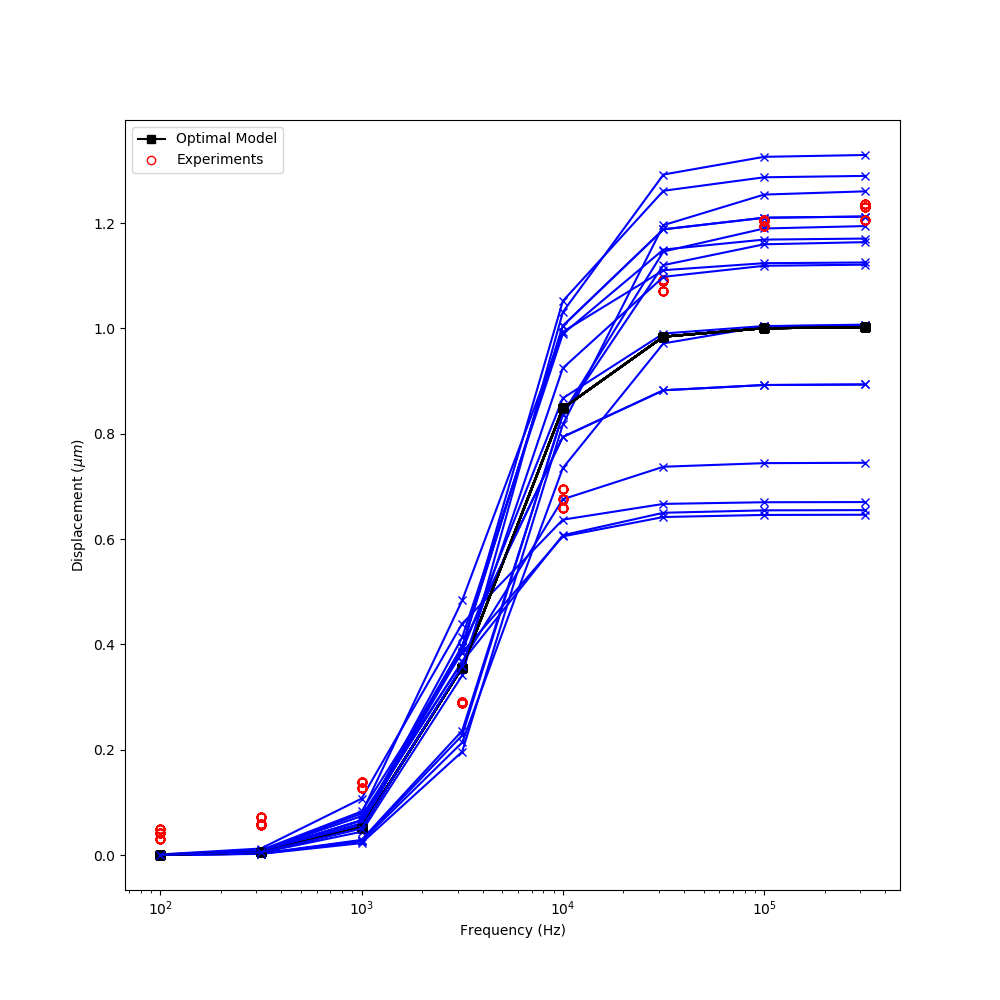 Optimal Model
Experiments
1.2
1.0
0.8
0.6
0.4
0.2
0.0
Displacement (μm)
10² 10³ 10⁴ 10⁵
Frequency (Hz)